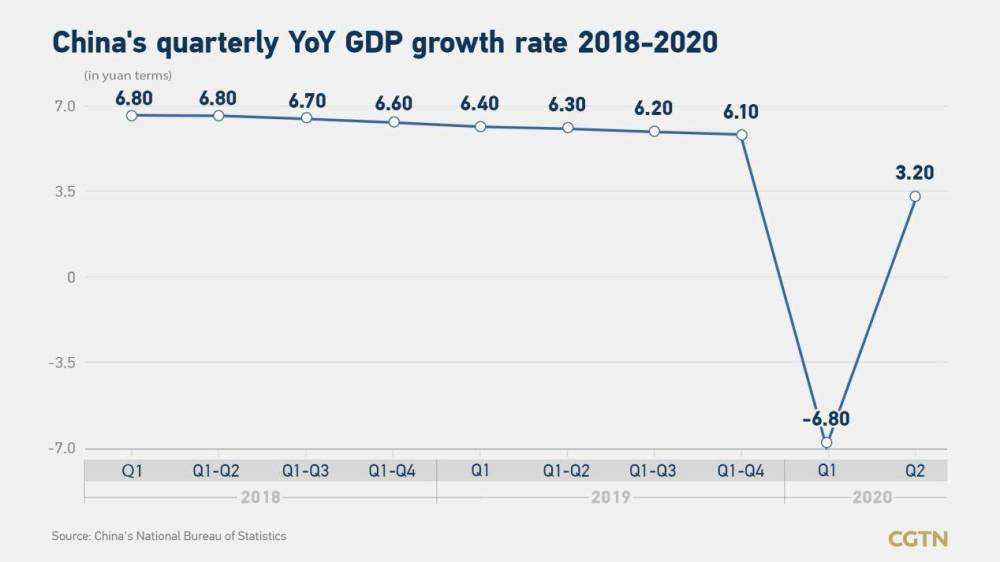 China's quarterly YoY GDP growth rate 2018-2020
(in yuan terms)
6.80 6.80 6.70 6.60 6.40 6.30 6.20 6.10
7.0
3.20
3.5
0
-3.5
-6.80
-7.0
Q1 Q1-Q2 Q1-Q3 Q1-Q4 Q1 Q1-Q2 Q1-Q3 Q1-Q4 Q1 Q2
2018 2019 2020
Source: China's National Bureau of Statistics
CGTN